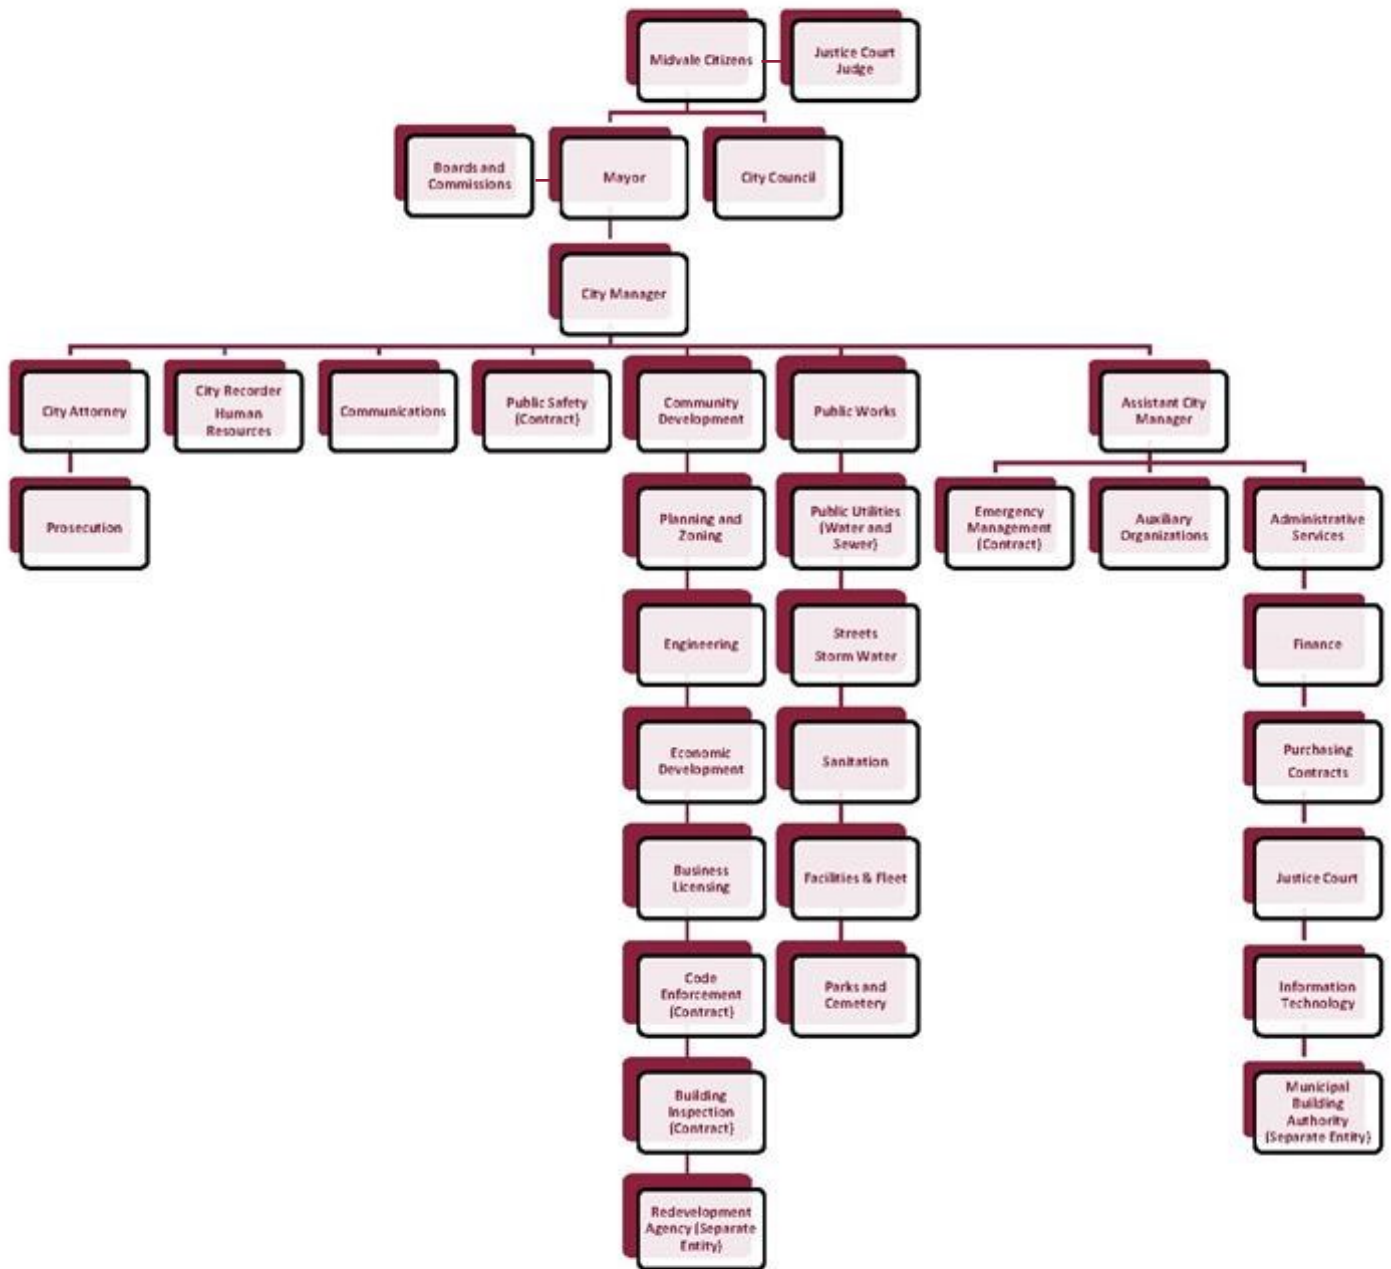 Midvale Citizens
Justice Court
Judge
Boards and
Commissions
Mayor
City Council
City Manager
City Attorney
City Recorder
Human
Resources
Communications
Public Safety
(Contract)
Community
Development
Public Works
Assistant City
Manager
Prosecution
Planning and
Zoning
Public Utilities
(Water and
Sewer)
Emergency
Management
(Contract)
Auxiliary
Organizations
Administrative
Services
Engineering
Streets
Storm Water
Finance
Economic
Development
Sanitation
Purchasing
Contracts
Business
Licensing
Facilities & Fleet
Justice Court
Code
Enforcement
(Contract)
Parks and
Cemetery
Information
Technology
Building
Inspection
(Contract)
Municipal
Building
Authority
(Separate Entity)
Redevelopment
Agency (Separate
Entity)